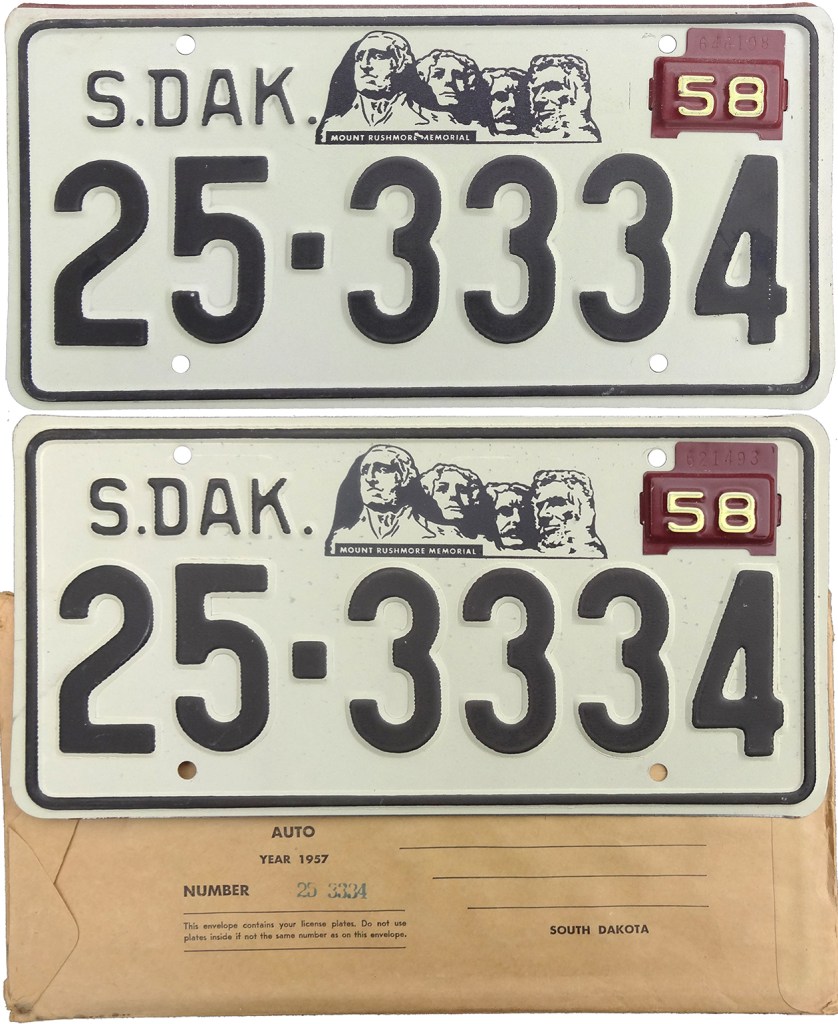 S.DAK.
MOUNT RUSHMORE MEMORIAL
58
25-3334
S.DAK.
MOUNT RUSHMORE MEMORIAL
621493
58
25-3334
AUTO
YEAR 1957
NUMBER 25 3334
This envelope contains your license plates. Do not use
plates inside if not the same number as on this envelope.
SOUTH DAKOTA